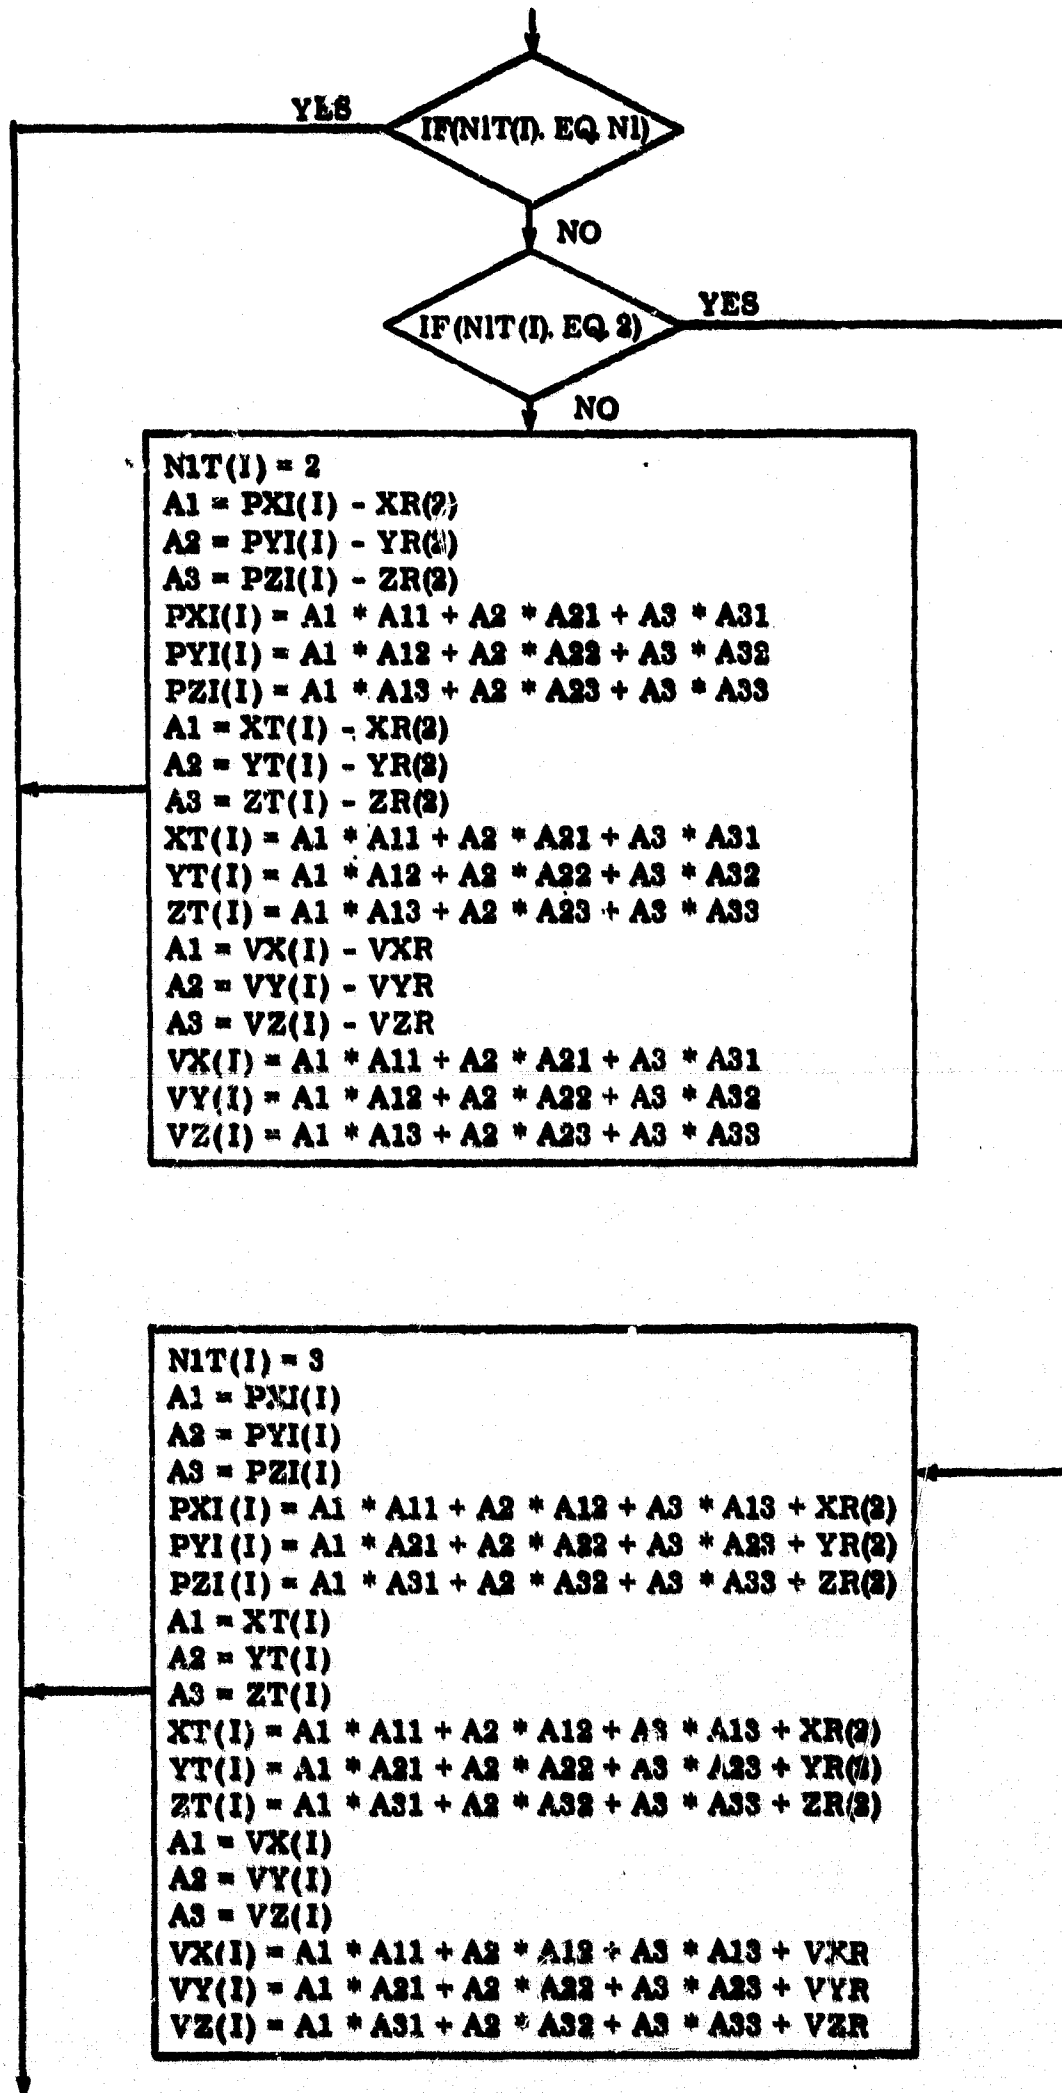 YES
IF(N1T(I). EQ. N1)
NO
YES
IF(N1T(I). EQ. 2)
NO
N1T(I) = 2
A1 = PXI(I) - XR(2)
A2 = PYI(I) - YR(2)
A3 = PZI(I) - ZR(2)
PXI(I) = A1 * A11 + A2 * A21 + A3 * A31
PYI(I) = A1 * A12 + A2 * A22 + A3 * A32
PZI(I) = A1 * A13 + A2 * A23 + A3 * A33
A1 = XT(I) - XR(2)
A2 = YT(I) - YR(2)
A3 = ZT(I) - ZR(2)
XT(I) = A1 * A11 + A2 * A21 + A3 * A31
YT(I) = A1 * A12 + A2 * A22 + A3 * A32
ZT(I) = A1 * A13 + A2 * A23 + A3 * A33
A1 = VX(I) - VXR
A2 = VY(I) - VYR
A3 = VZ(I) - VZR
VX(I) = A1 * A11 + A2 * A21 + A3 * A31
VY(I) = A1 * A12 + A2 * A22 + A3 * A32
VZ(I) = A1 * A13 + A2 * A23 + A3 * A33
N1T(I) = 3
A1 = PXI(I)
A2 = PYI(I)
A3 = PZI(I)
PXI(I) = A1 * A11 + A2 * A12 + A3 * A13 + XR(2)
PYI(I) = A1 * A21 + A2 * A22 + A3 * A23 + YR(2)
PZI(I) = A1 * A31 + A2 * A32 + A3 * A33 + ZR(2)
A1 = XT(I)
A2 = YT(I)
A3 = ZT(I)
XT(I) = A1 * A11 + A2 * A12 + A3 * A13 + XR(2)
YT(I) = A1 * A21 + A2 * A22 + A3 * A23 + YR(2)
ZT(I) = A1 * A31 + A2 * A32 + A3 * A33 + ZR(2)
A1 = VX(I)
A2 = VY(I)
A3 = VZ(I)
VX(I) = A1 * A11 + A2 * A12 + A3 * A13 + VXR
VY(I) = A1 * A21 + A2 * A22 + A3 * A23 + VYR
VZ(I) = A1 * A31 + A2 * A32 + A3 * A33 + VZR